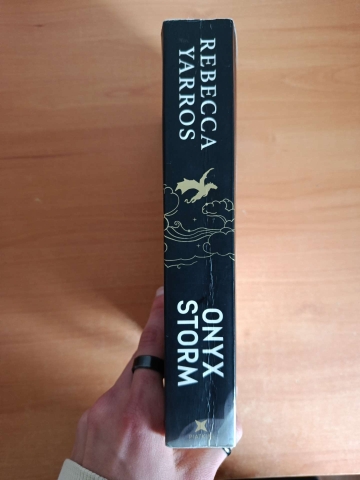 REBECCA
YARROS
ONYX
STORM